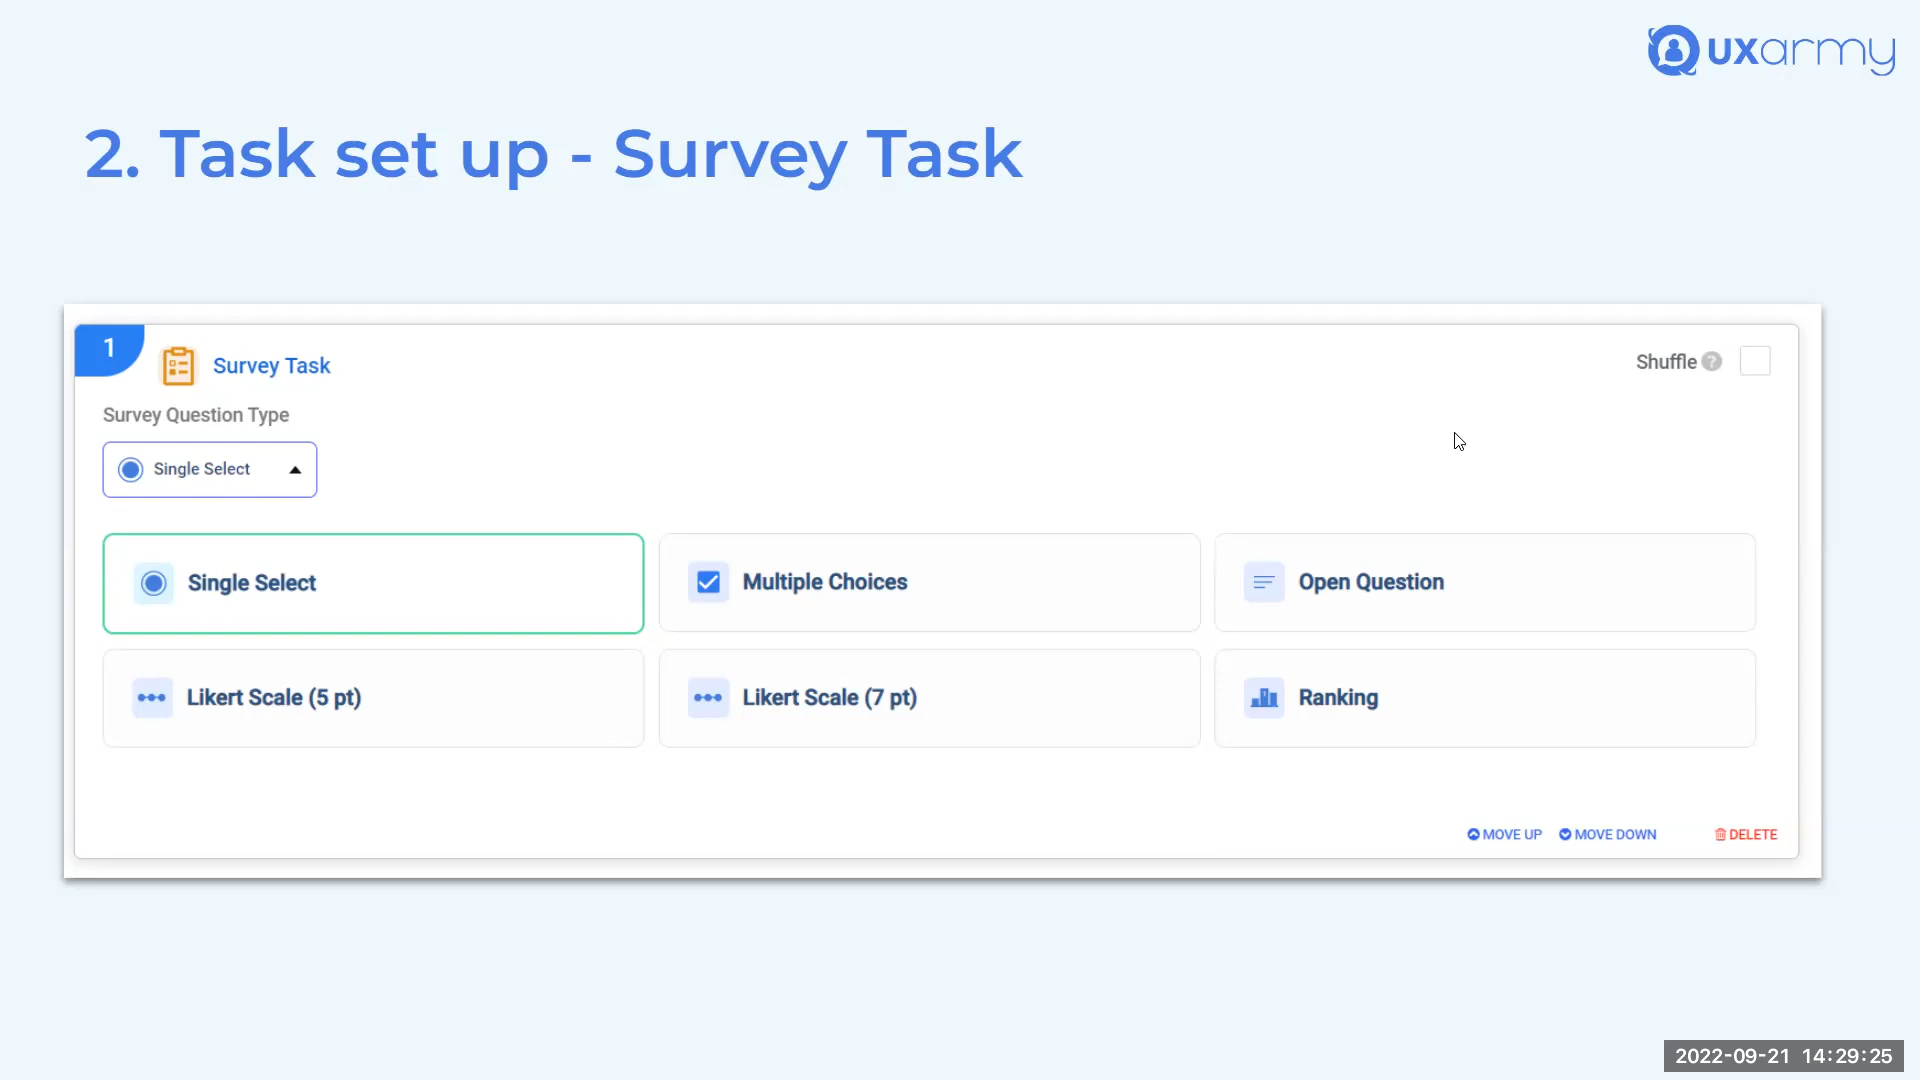 UXarmy
2. Task set up - Survey Task
1
Survey Task
Shuffle ?
Survey Question Type
Single Select
Single Select
Multiple Choices
Open Question
Likert Scale (5 pt)
Likert Scale (7 pt)
Ranking
MOVE UP MOVE DOWN DELETE
2022-09-21 14:29:25